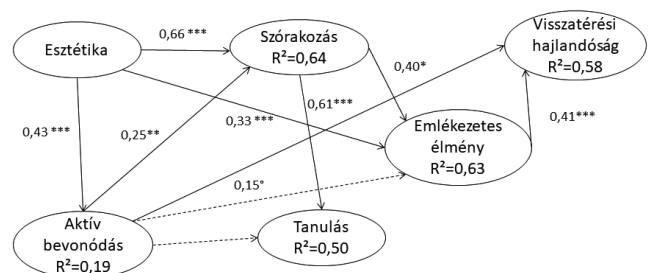 Esztétika
0,66 ***
Szórakozás
R²=0,64
Visszatérési
hajlandóság
R²=0,58
0,40*
0,43 ***
0,25**
0,33 ***
0,61***
Emlékezetes
élmény
R²=0,63
0,41***
0,15°
Aktív
bevonódás
R²=0,19
Tanulás
R²=0,50